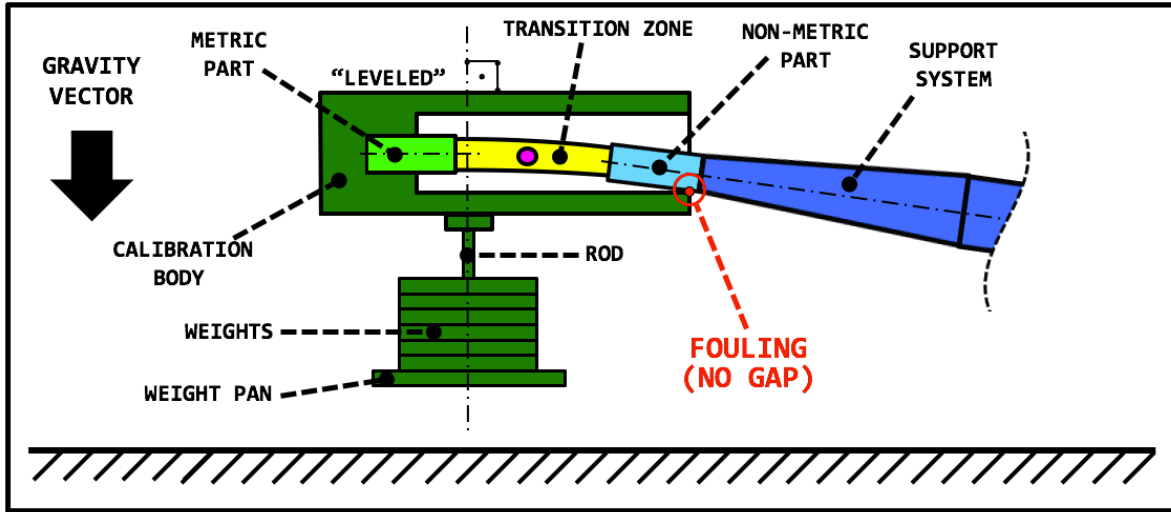 GRAVITY
VECTOR
METRIC
PART
“LEVELED”
TRANSITION ZONE
NON-METRIC
PART
SUPPORT
SYSTEM
CALIBRATION
BODY
ROD
WEIGHTS
WEIGHT PAN
FOULING
(NO GAP)